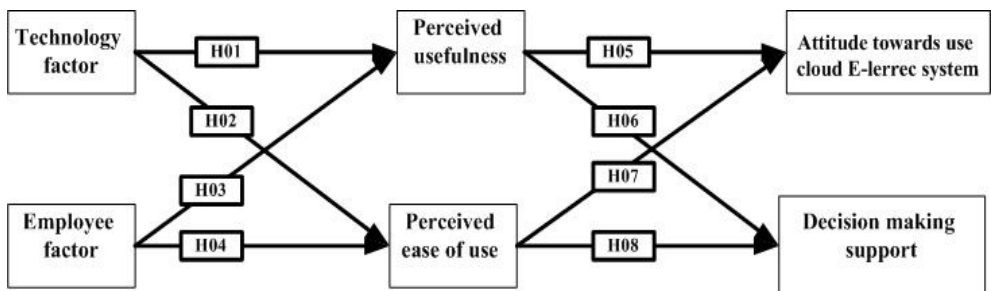 Technology
factor
H01
Perceived
usefulness
H05
Attitude towards use
cloud E-lerrec system
H02
H06
H03
H07
Employee
factor
H04
Perceived
ease of use
H08
Decision making
support